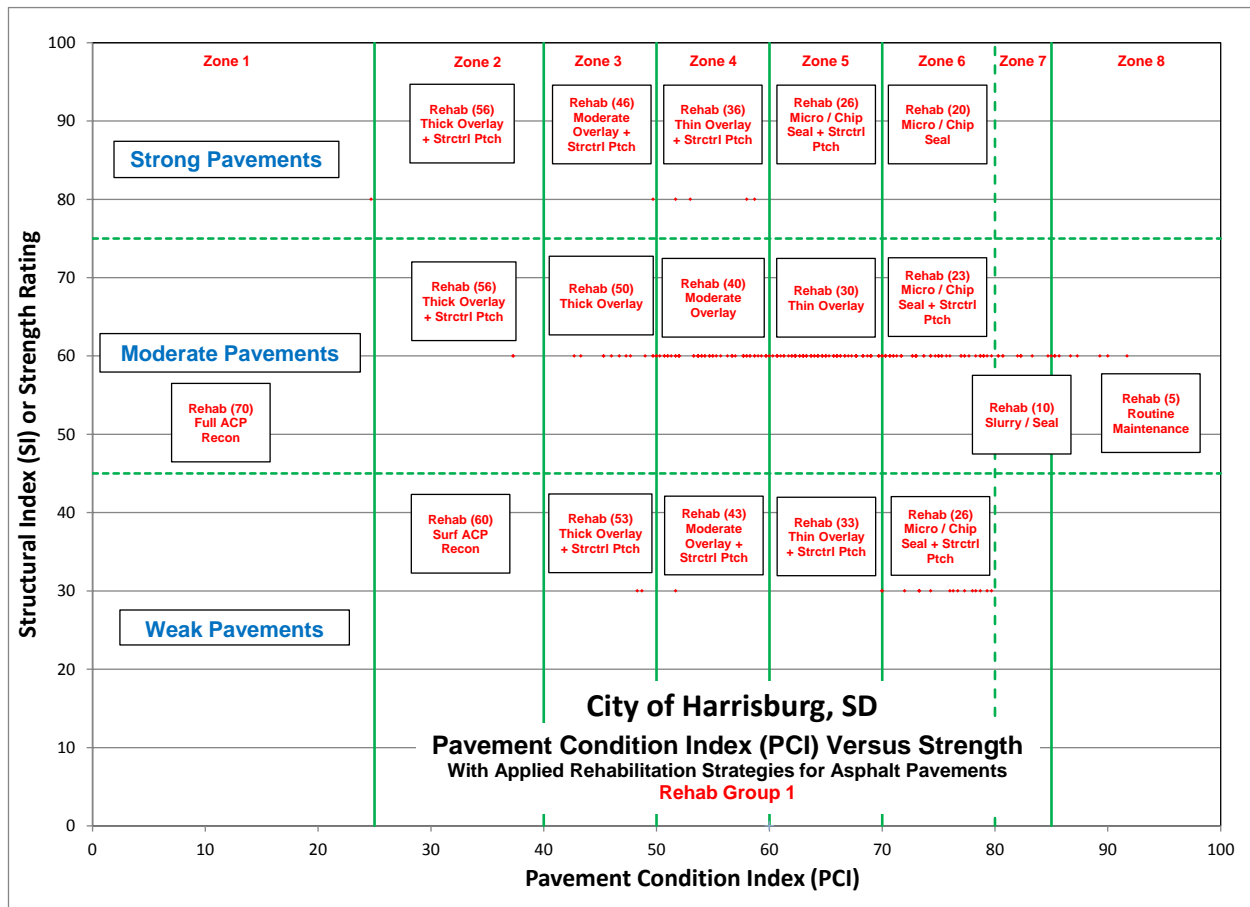 100
90
80
70
60
50
40
30
20
10
0
Structural Index (SI) or Strength Rating
Zone 1
Zone 2
Zone 3
Zone 4
Zone 5
Zone 6
Zone 7
Zone 8
Strong Pavements
Rehab (56)
Thick Overlay
+ Strctrl Ptch
Rehab (46)
Moderate
Overlay +
Strctrl Ptch
Rehab (36)
Thin Overlay
+ Strctrl Ptch
Rehab (26)
Micro / Chip
Seal + Strctrl
Ptch
Rehab (20)
Micro / Chip
Seal
Moderate Pavements
Rehab (56)
Thick Overlay
+ Strctrl Ptch
Rehab (50)
Thick Overlay
Rehab (40)
Moderate
Overlay
Rehab (30)
Thin Overlay
Rehab (23)
Micro / Chip
Seal + Strctrl
Ptch
Rehab (70)
Full ACP
Recon
Rehab (10)
Slurry / Seal
Rehab (5)
Routine
Maintenance
Rehab (60)
Surf ACP
Recon
Rehab (53)
Thick Overlay
+ Strctrl Ptch
Rehab (43)
Moderate
Overlay +
Strctrl Ptch
Rehab (33)
Thin Overlay
+ Strctrl Ptch
Rehab (26)
Micro / Chip
Seal + Strctrl
Ptch
Weak Pavements
City of Harrisburg, SD
Pavement Condition Index (PCI) Versus Strength
With Applied Rehabilitation Strategies for Asphalt Pavements
Rehab Group 1
0
10
20
30
40
50
60
70
80
90
100
Pavement Condition Index (PCI)